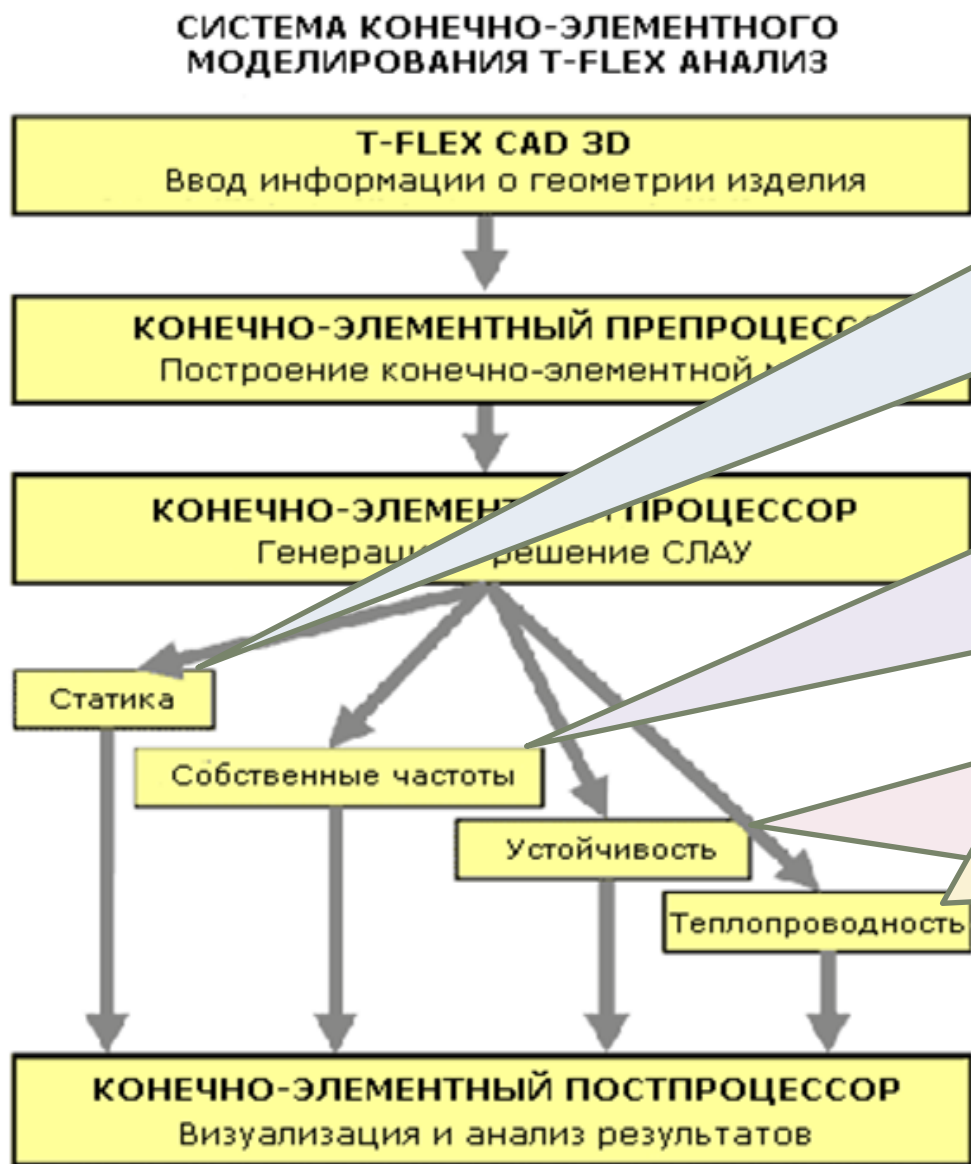 СИСТЕМА КОНЕЧНО-ЭЛЕМЕНТНОГО
МОДЕЛИРОВАНИЯ T-FLEX АНАЛИЗ
T-FLEX CAD 3D
Ввод информации о геометрии изделия
КОНЕЧНО-ЭЛЕМЕНТНЫЙ
Построение конечно-элементной
ПРОЦЕССОР
решение СЛАУ
Статика
Собственные частоты
Устойчивость
Теплопроводность
КОНЕЧНО-ЭЛЕМЕНТНЫЙ ПОСТПРОЦЕССОР
Визуализация и анализ результатов